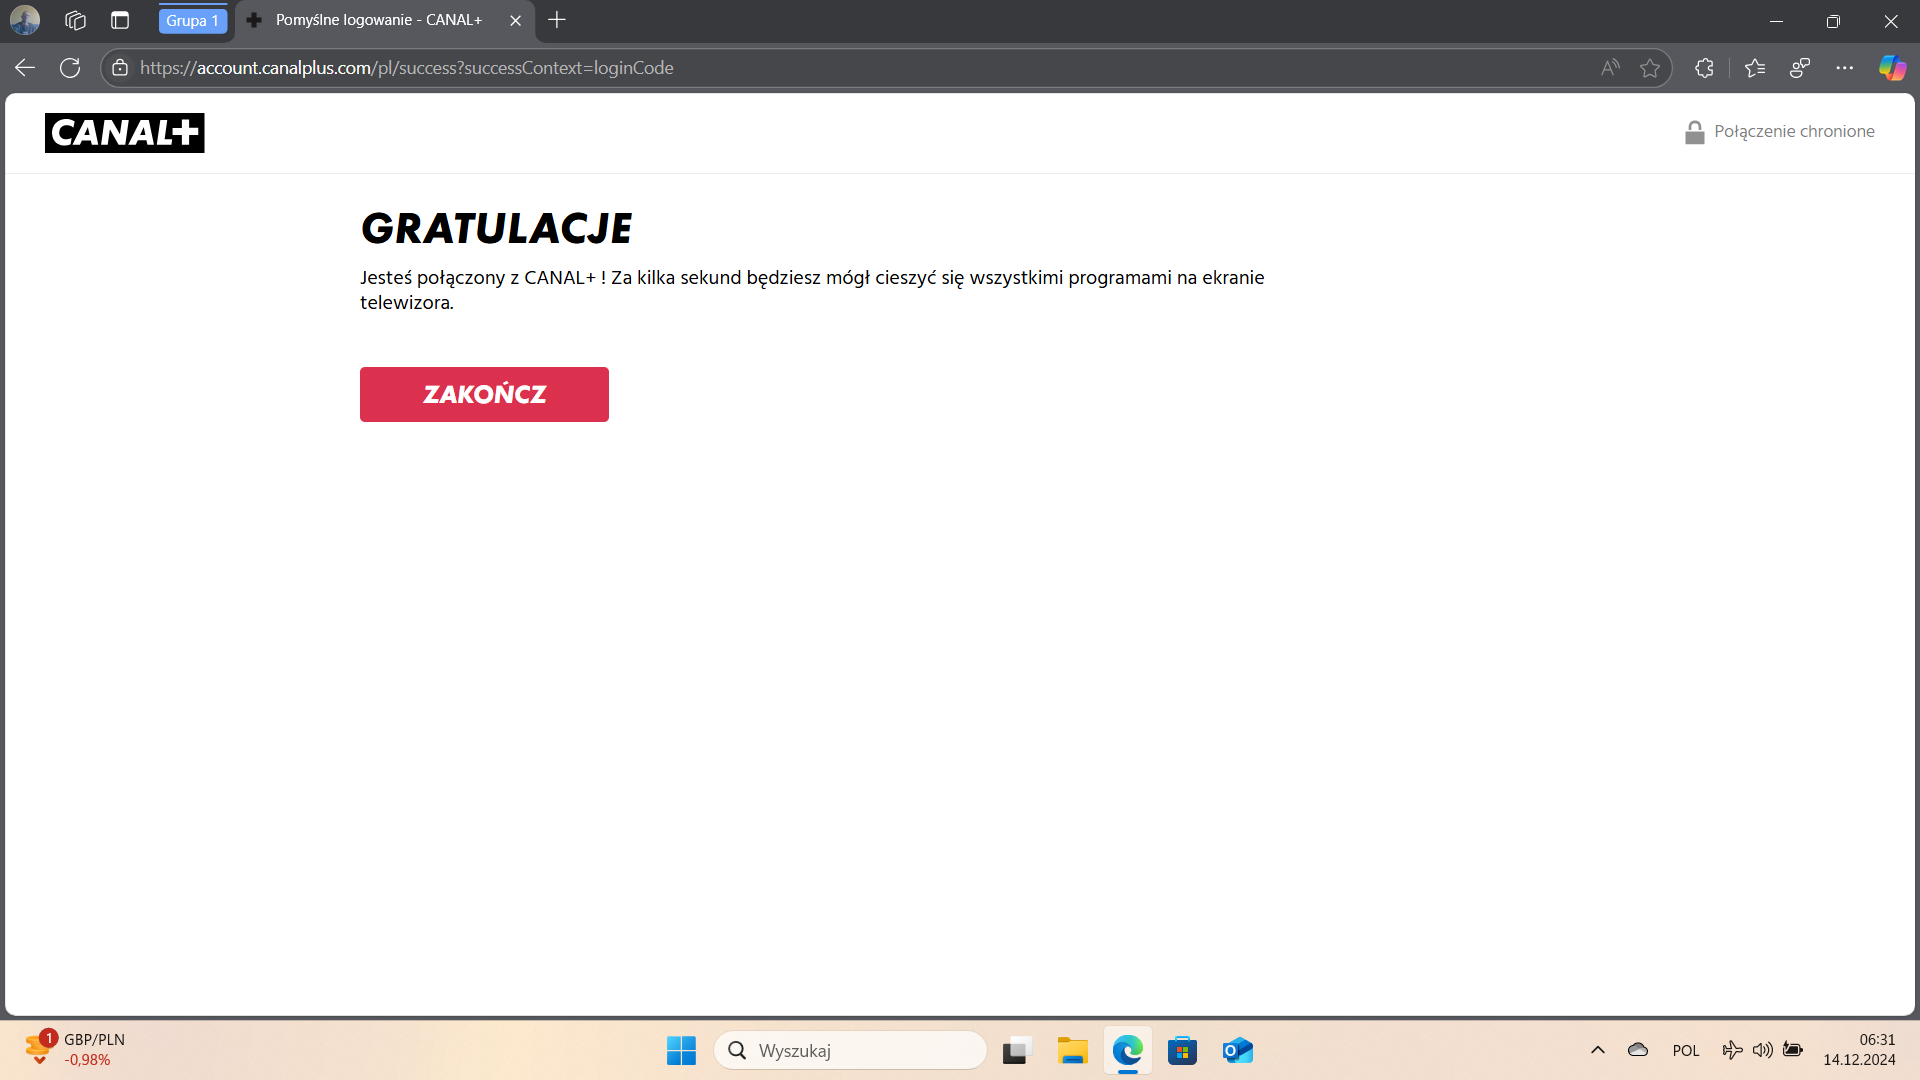 Grupa 1
Pomyślne logowanie - CANAL+
https://account.canalplus.com/pl/success?successContext=loginCode
CANAL+
Połączenie chronione
GRATULACJE
Jesteś połączony z CANAL+ ! Za kilka sekund będziesz mógł cieszyć się wszystkimi programami na ekranie
telewizora.
ZAKOŃCZ
1
GBP/PLN
-0,98%
Wyszukaj
POL
06:31
14.12.2024